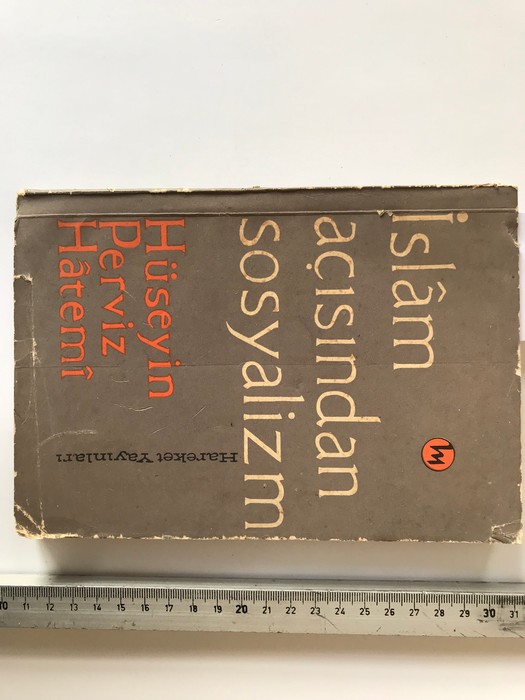 İslâm
açısından
sosyalizm
Hüseyin
Perviz
Hâtemî
Hareket Yayınları
10 11 12 13 14 15 16 17 18 19 20 21 22 23 24 25 26 27 28 29 30 31